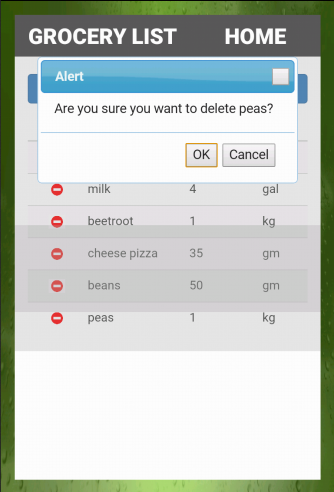 GROCERY LIST HOME
Alert
Are you sure you want to delete peas?
OK Cancel
milk 4 gal
beetroot 1 kg
cheese pizza 35 gm
beans 50 gm
peas 1 kg